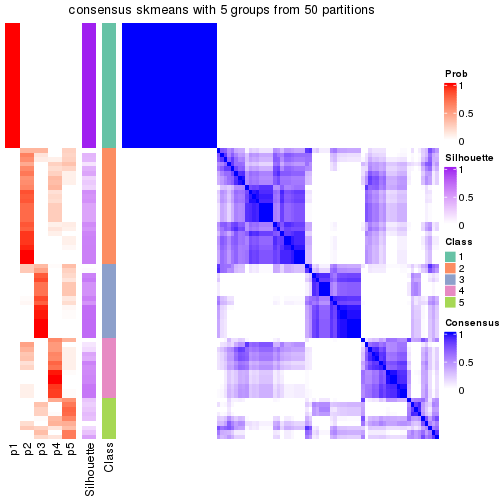 consensus skmeans with 5 groups from 50 partitions
Prob
1
0.5
0
Silhouette
1
0.5
0
Class
1
2
3
4
5
Consensus
1
0.5
0
p1
p2
p3
p4
p5
Silhouette
Class